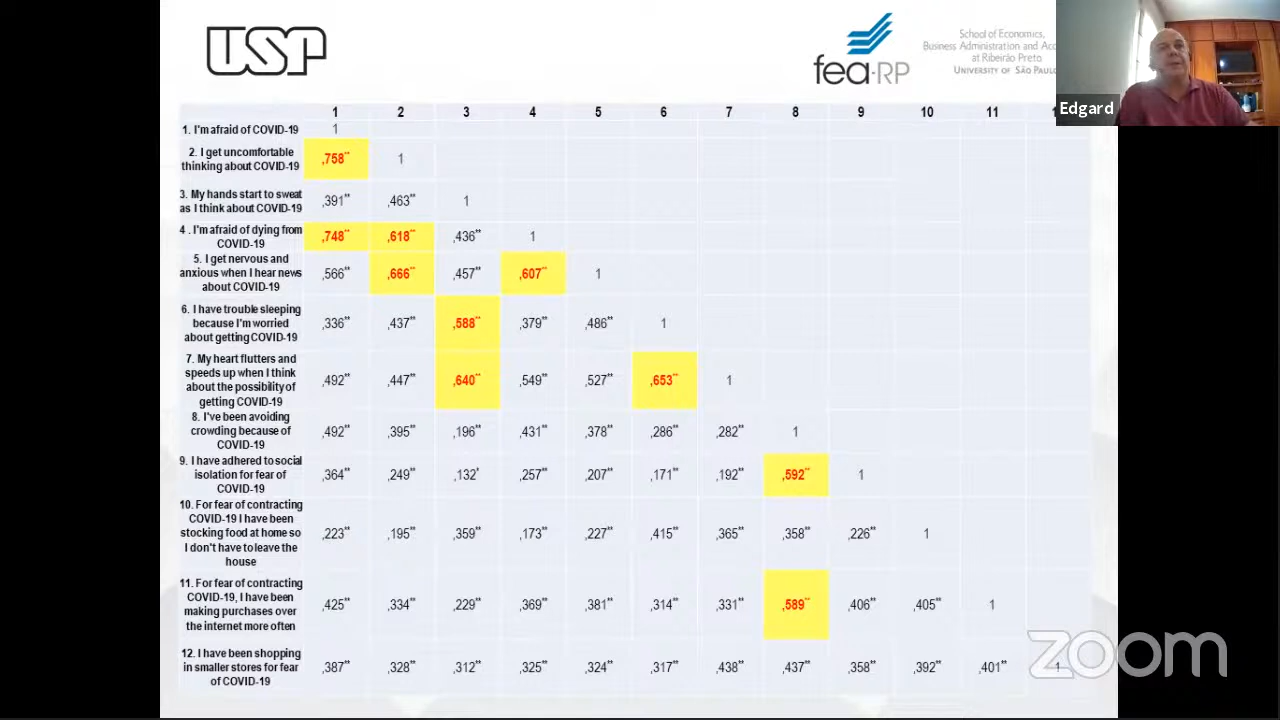 USP
fea-RP
School of Economics,
Business Administration and Acc
at Ribeirão Preto
UNIVERSITY OF SÃO PAULO
Edgard
1 2 3 4 5 6 7 8 9 10 11 1
1. I'm afraid of COVID-19 1
2. I get uncomfortable
thinking about COVID-19 ,758** 1
3. My hands start to sweat
as I think about COVID-19 ,391** ,463** 1
4 . I'm afraid of dying from
COVID-19 ,748** ,618** ,436** 1
5. I get nervous and
anxious when I hear news
about COVID-19 ,566** ,666** ,457** ,607** 1
6. I have trouble sleeping
because I'm worried
about getting COVID-19 ,336** ,437** ,588** ,379** ,486** 1
7. My heart flutters and
speeds up when I think
about the possibility of
getting COVID-19 ,492** ,447** ,640** ,549** ,527** ,653** 1
8. I've been avoiding
crowding because of
COVID-19 ,492** ,395** ,196** ,431** ,378** ,286** ,282** 1
9. I have adhered to social
isolation for fear of
COVID-19 ,364** ,249** ,132* ,257** ,207** ,171** ,192** ,592** 1
10. For fear of contracting
COVID-19 I have been
stocking food at home so
I don't have to leave the
house ,223** ,195** ,359** ,173** ,227** ,415** ,365** ,358** ,226** 1
11. For fear of contracting
COVID-19, I have been
making purchases over
the internet more often ,425** ,334** ,229** ,369** ,381** ,314** ,331** ,589** ,406** ,405** 1
12. I have been shopping
in smaller stores for fear
of COVID-19 ,387** ,328** ,312** ,325** ,324** ,317** ,438** ,437** ,358** ,392** ,401** 1
zoom